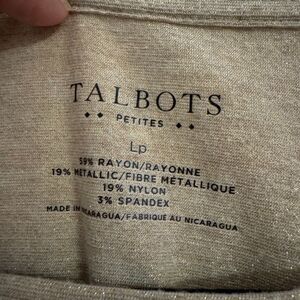 TALBOTS
PETITES
Lp
59% RAYON/RAYONNE
19% METALLIC/FIBRE MÉTALLIQUE
19% NYLON
3% SPANDEX
MADE IN NICARAGUA/FABRIQUÉ AU NICARAGUA